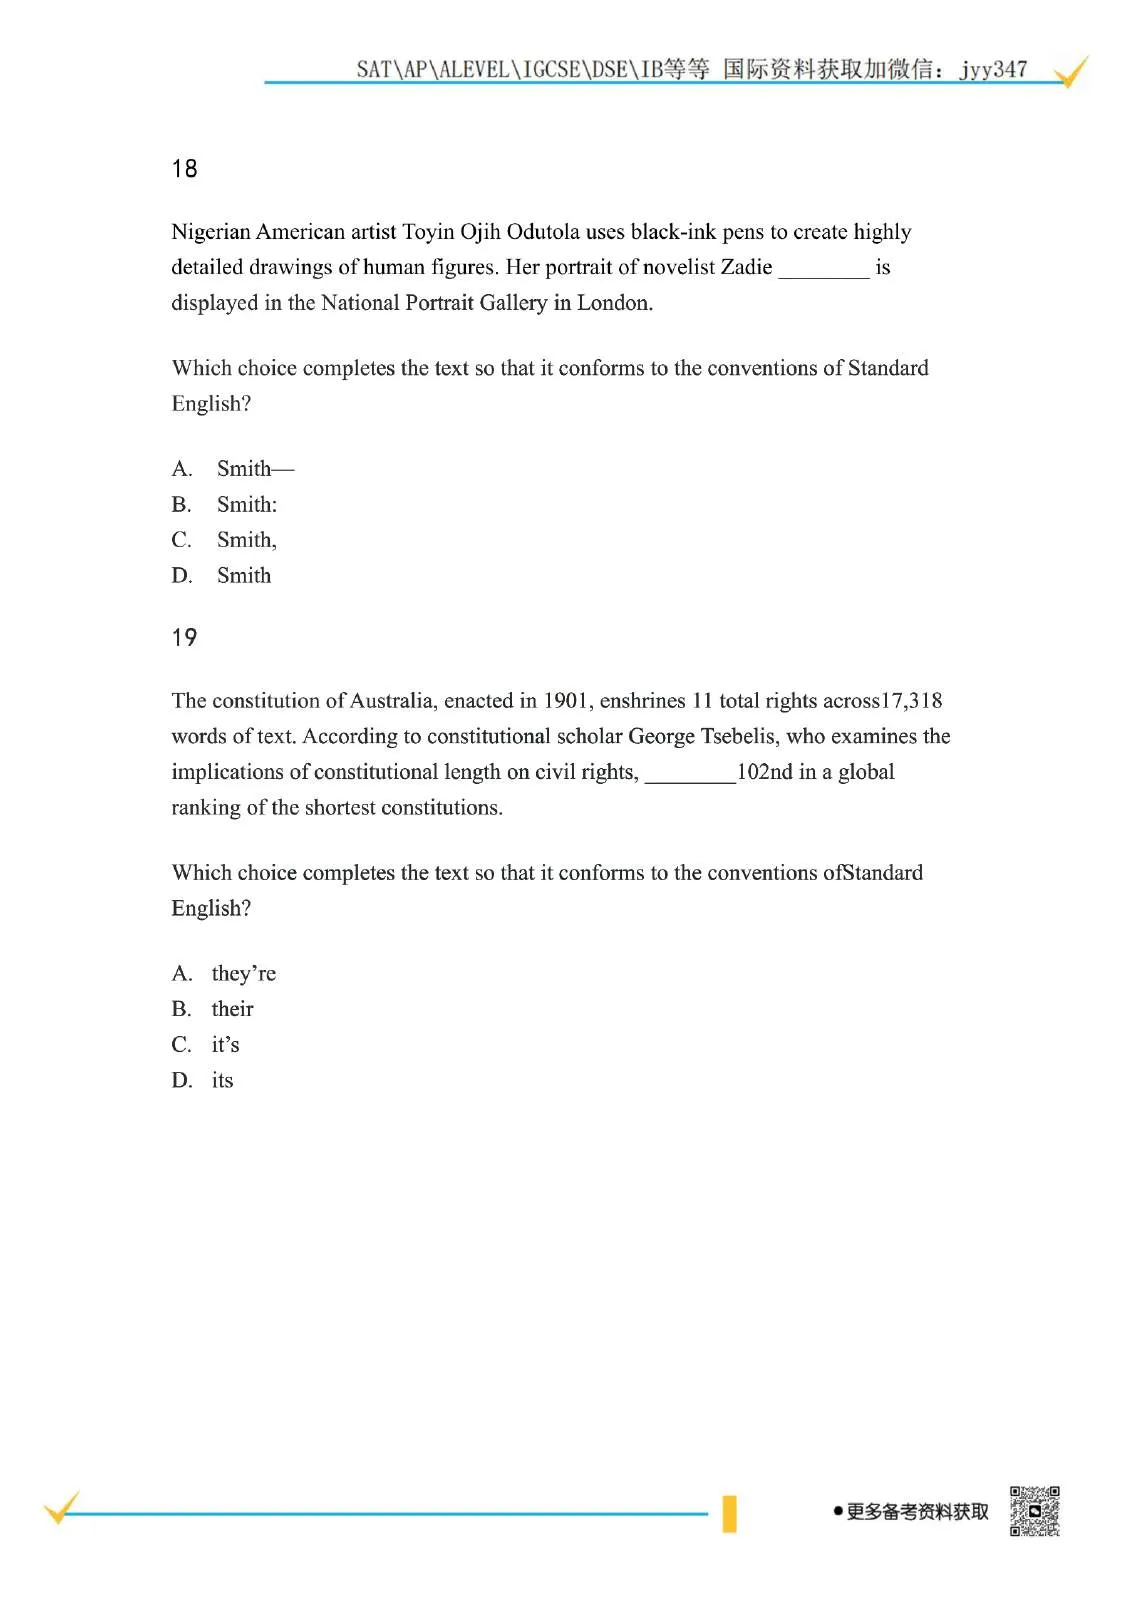 SAT\AP\ALEVEL\IGCSE\DSE\IB等等 国际资料获取加微信: jyy347
18
Nigerian American artist Toyin Ojih Odutola uses black-ink pens to create highly
detailed drawings of human figures. Her portrait of novelist Zadie ________ is
displayed in the National Portrait Gallery in London.
Which choice completes the text so that it conforms to the conventions of Standard
English?
A. Smith—
B. Smith:
C. Smith,
D. Smith
19
The constitution of Australia, enacted in 1901, enshrines 11 total rights across17,318
words of text. According to constitutional scholar George Tsebelis, who examines the
implications of constitutional length on civil rights, ________102nd in a global
ranking of the shortest constitutions.
Which choice completes the text so that it conforms to the conventions ofStandard
English?
A. they’re
B. their
C. it’s
D. its
●更多备考资料获取